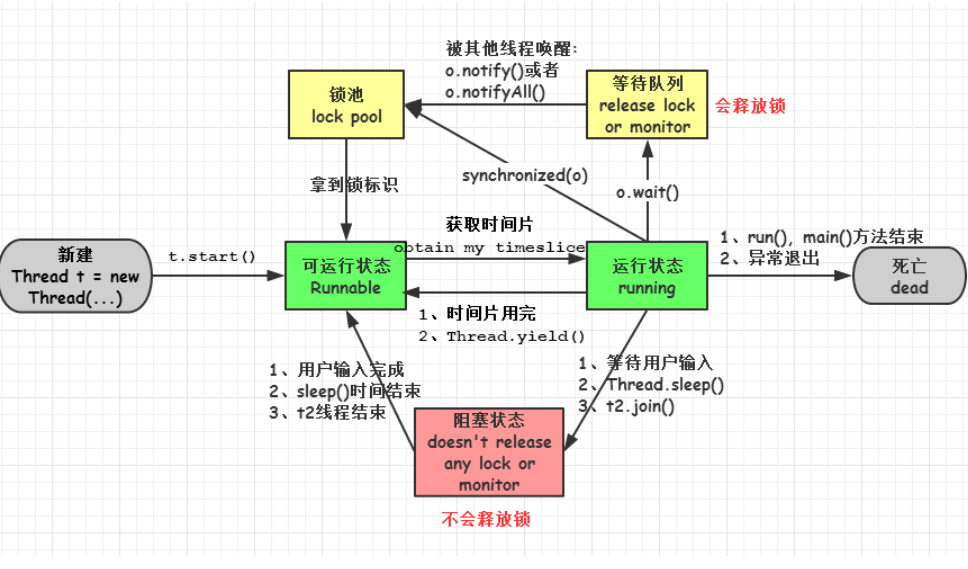 被其他线程唤醒:
o.notify()或者
o.notifyAll()
锁池
lock pool
等待队列
release lock
or monitor
会释放锁
拿到锁标识
synchronized(o)
o.wait()
新建
Thread t = new
Thread(...)
t.start()
可运行状态
Runnable
获取时间片
obtain my timeslice
运行状态
running
1、run(), main()方法结束
2、异常退出
死亡
dead
1、时间片用完
2、Thread.yield()
1、用户输入完成
2、sleep()时间结束
3、t2线程结束
1、等待用户输入
2、Thread.sleep()
3、t2.join()
阻塞状态
doesn't release
any lock or
monitor
不会释放锁